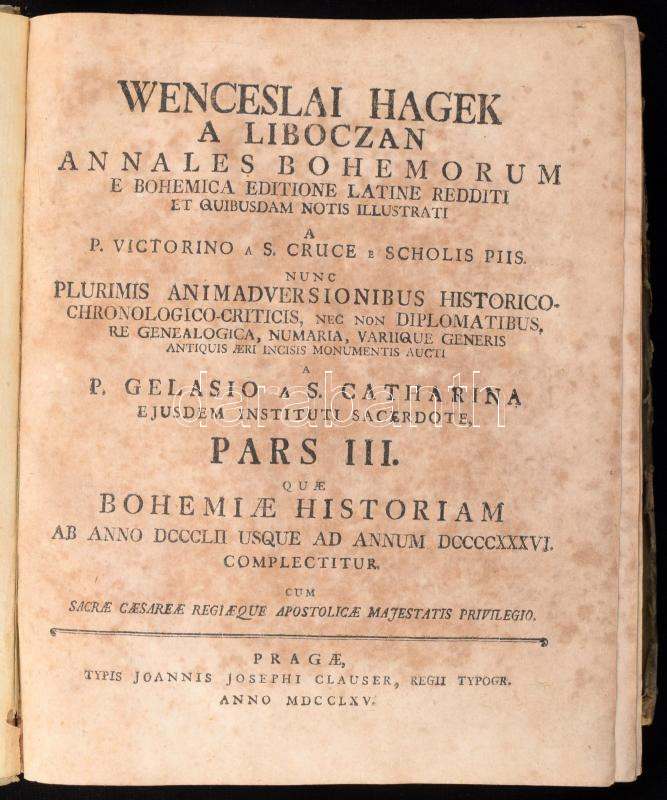 WENCESLAI HAGEK
A LIBOCZAN
ANNALES BOHEMORUM
E BOHEMICA EDITIONE LATINE REDDITI
ET QUIBUSDAM NOTIS ILLUSTRATI
A
P. VICTORINO A S. CRUCE E SCHOLIS PIIS.
NUNC
PLURIMIS ANIMADVERSIONIBUS HISTORICO-
CHRONOLOGICO-CRITICIS, NEC NON DIPLOMATIBUS,
RE GENEALOGICA, NUMARIA, VARIIQUE GENERIS
ANTIQUIS ÆRI INCISIS MONUMENTIS AUCTI
A
P. GELASIO A S. CATHARINA
darabanth
EJUSDEM INSTITUTI SACERDOTE,
PARS III.
QUÆ
BOHEMIÆ HISTORIAM
AB ANNO DCCCLII USQUE AD ANNUM DCCCCXXXVI.
COMPLECTITUR.
CUM
SACRÆ CÆSAREÆ REGIÆQUE APOSTOLICÆ MAJESTATIS PRIVILEGIO.
PRAGÆ,
TYPIS JOANNIS JOSEPHI CLAUSER, REGII TYPOGR.
ANNO MDCCLXV.